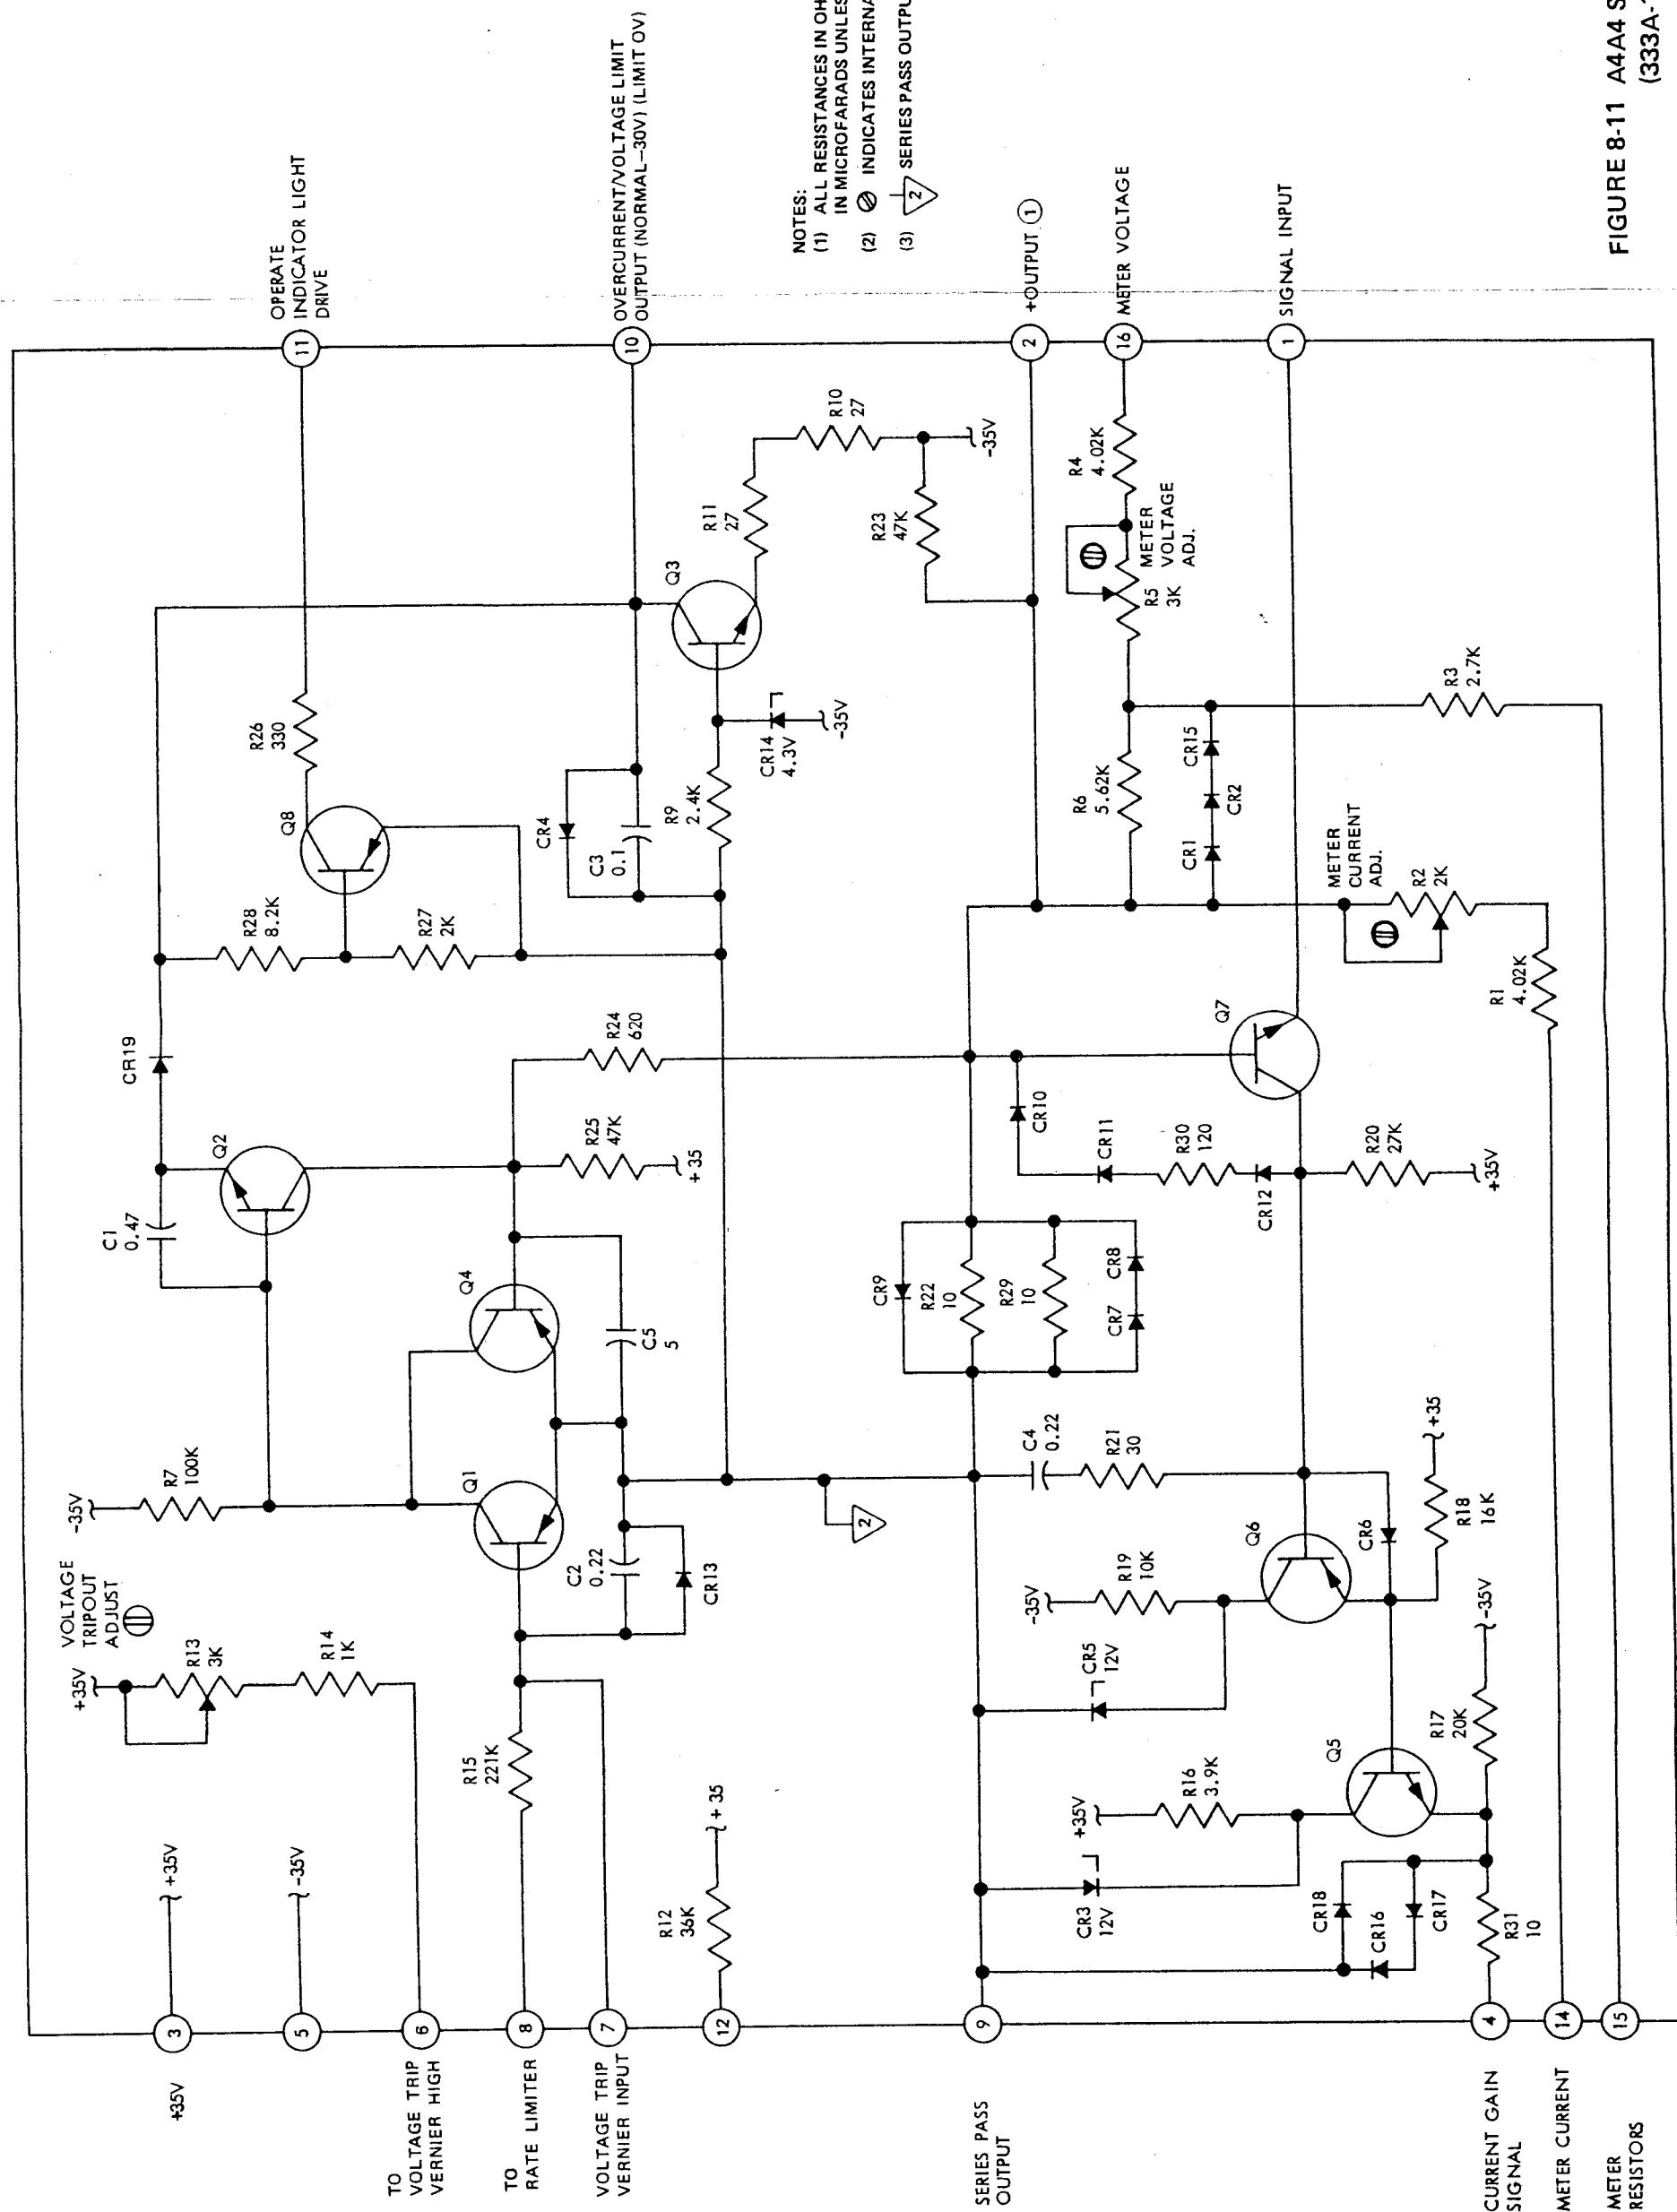 +35V
3
+35V
5
-35V
TO
VOLTAGE TRIP
VERNIER HIGH
6
TO
RATE LIMITER
8
VOLTAGE TRIP
VERNIER INPUT
7
12
R12
36K
+35
SERIES PASS
OUTPUT
9
CURRENT GAIN
SIGNAL
4
METER CURRENT
14
METER
RESISTORS
15
VOLTAGE
TRIPOUT
ADJUST
+35V
R13
3K
R14
1K
R15
221K
-35V
R7
100K
Q1
C2
0.22
CR13
2
Q4
C5
5
C1
0.47
Q2
CR19
R25
47K
+35
R24
620
R28
8.2K
R27
2K
Q8
R26
330
11
OPERATE
INDICATOR LIGHT
DRIVE
CR4
C3
0.1
R9
2.4K
CR14
4.3V
-35V
Q3
R11
27
R10
27
R23
47K
-35V
10
OVERCURRENT/VOLTAGE LIMIT
OUTPUT (NORMAL-30V) (LIMIT 0V)
CR3
12V
+35V
R16
3.9K
CR5
12V
-35V
R19
10K
C4
0.22
R21
30
Q6
CR6
R18
16K
+35
Q5
R17
20K
-35V
CR18
CR16
CR17
R31
10
CR9
R22
10
R29
10
CR7
CR8
CR10
CR11
R30
120
CR12
R20
27K
+35V
Q7
R1
4.02K
METER
CURRENT
ADJ.
R2
2K
R6
5.62K
CR1
CR2
CR15
R3
2.7K
R5
3K
METER
VOLTAGE
ADJ.
R4
4.02K
2
+OUTPUT 1
16
METER VOLTAGE
1
SIGNAL INPUT
NOTES:
(1) ALL RESISTANCES IN
IN MICROFARADS
(2) INDICATES
(3) 2 SERIES PASS
FIGURE 8-11 A4A4